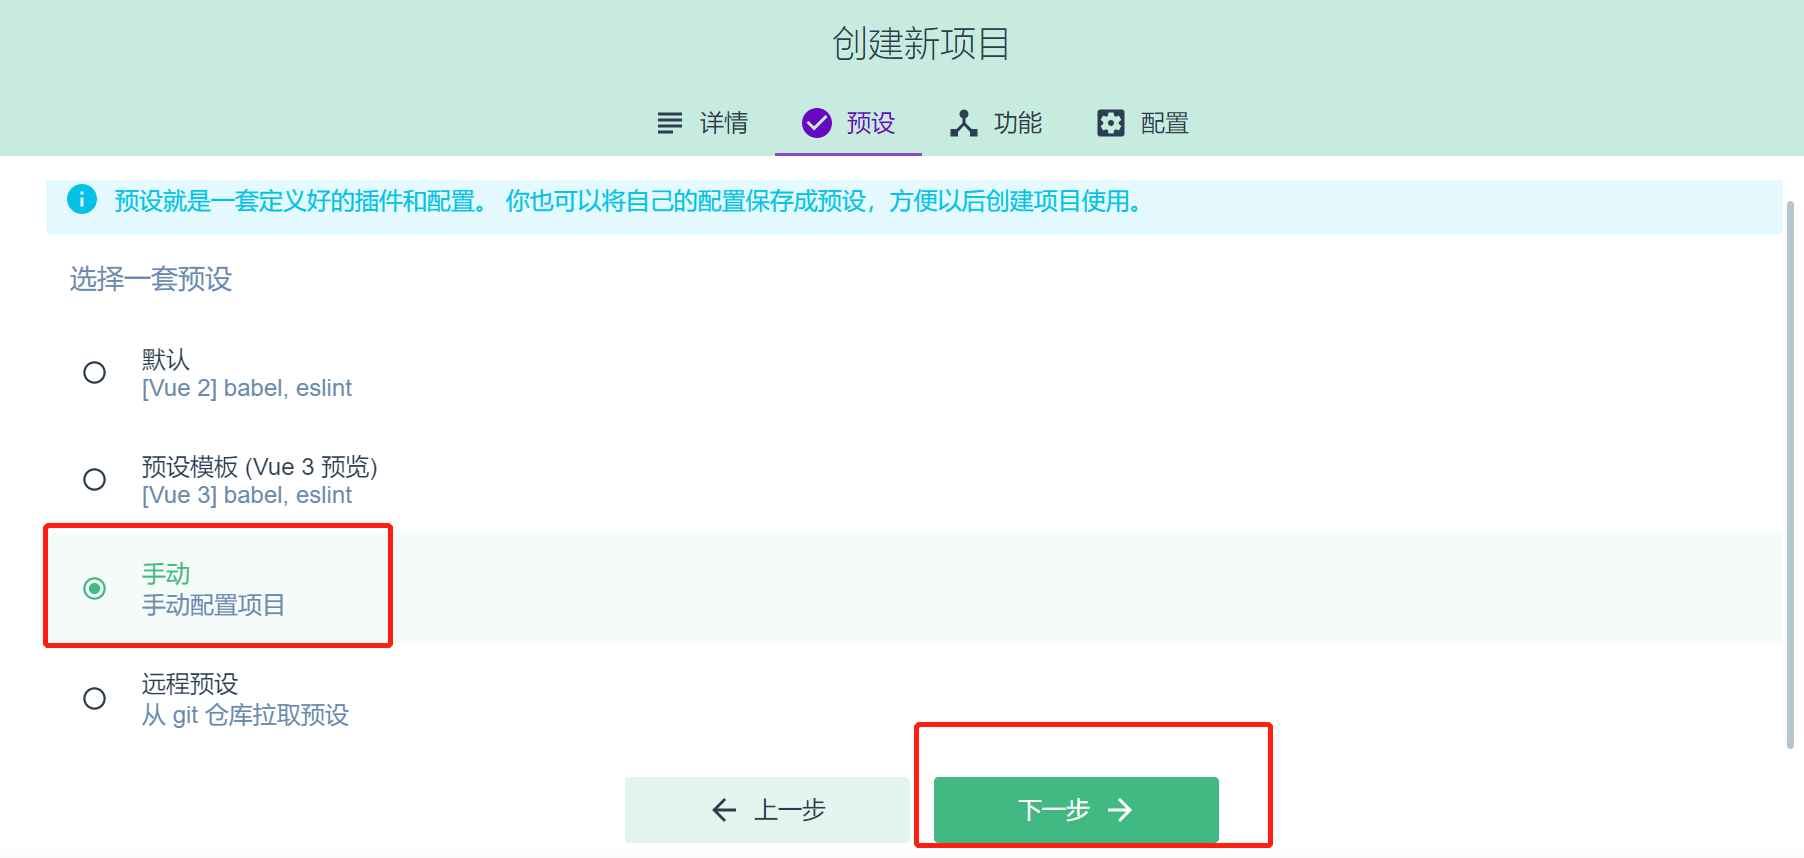 创建新项目
详情 预设 功能 配置
预设就是一套定义好的插件和配置。 你也可以将自己的配置保存成预设，方便以后创建项目使用。
选择一套预设
默认
[Vue 2] babel, eslint
预设模板 (Vue 3 预览)
[Vue 3] babel, eslint
手动
手动配置项目
远程预设
从 git 仓库拉取预设
上一步 下一步